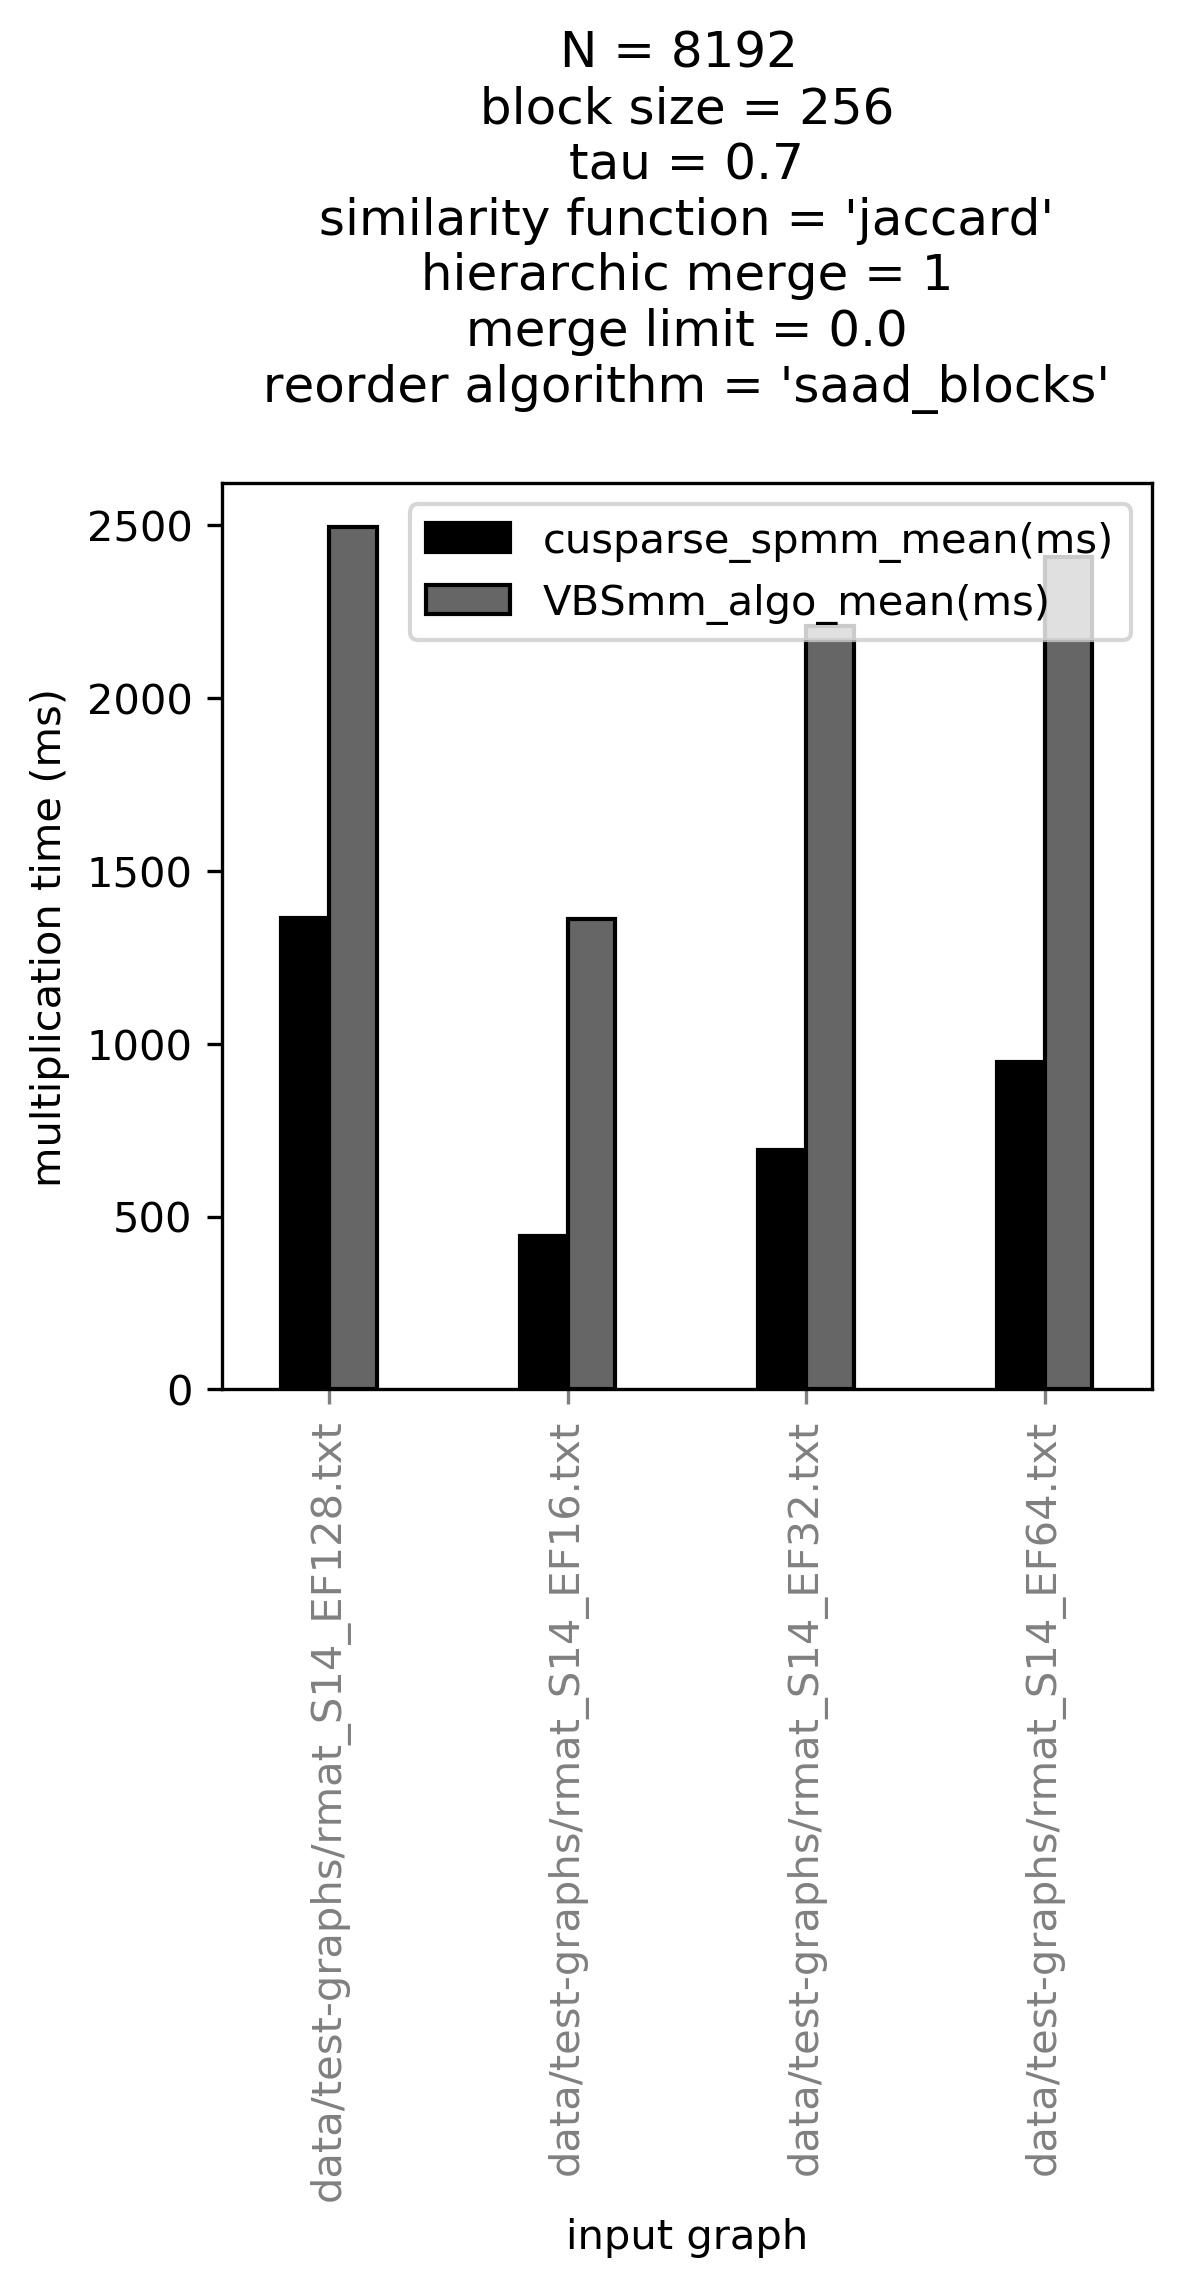 N = 8192
block size = 256
tau = 0.7
similarity function = 'jaccard'
hierarchic merge = 1
merge limit = 0.0
reorder algorithm = 'saad_blocks'
cusparse_spmm_mean(ms)
VBSmm_algo_mean(ms)
multiplication time (ms)
2500
2000
1500
1000
500
0
data/test-graphs/rmat_S14_EF128.txt
data/test-graphs/rmat_S14_EF16.txt
data/test-graphs/rmat_S14_EF32.txt
data/test-graphs/rmat_S14_EF64.txt
input graph